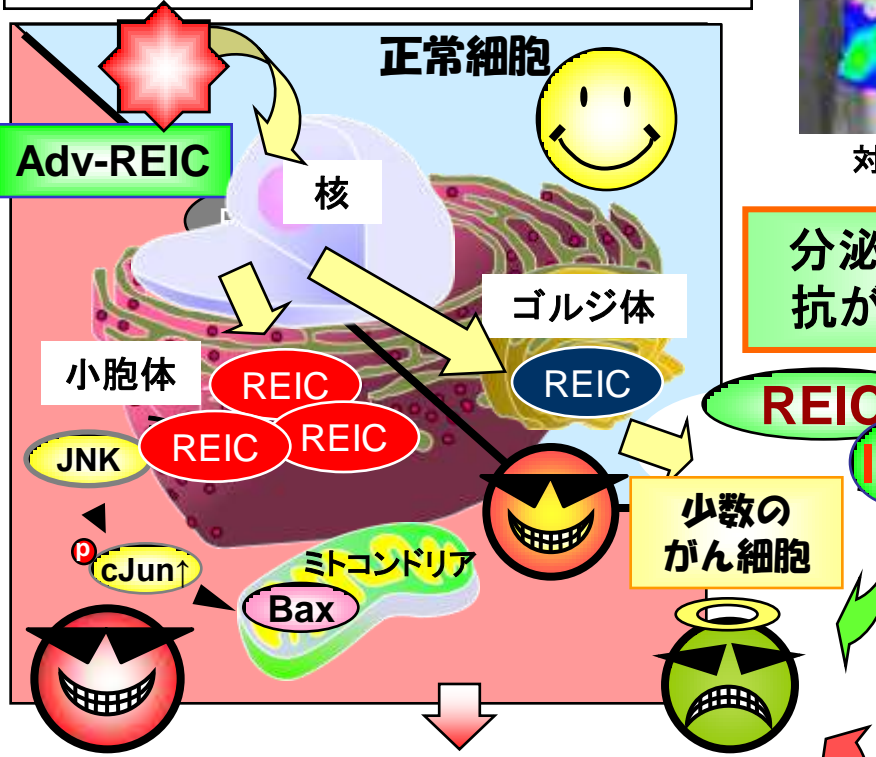 正常細胞
Adv-REIC
核
対
分泌
抗が
ゴルジ体
小胞体
REIC
REIC
REIC
REIC
REIC
JNK
少数の
がん細胞
p
cJun↑
ミトコンドリア
Bax